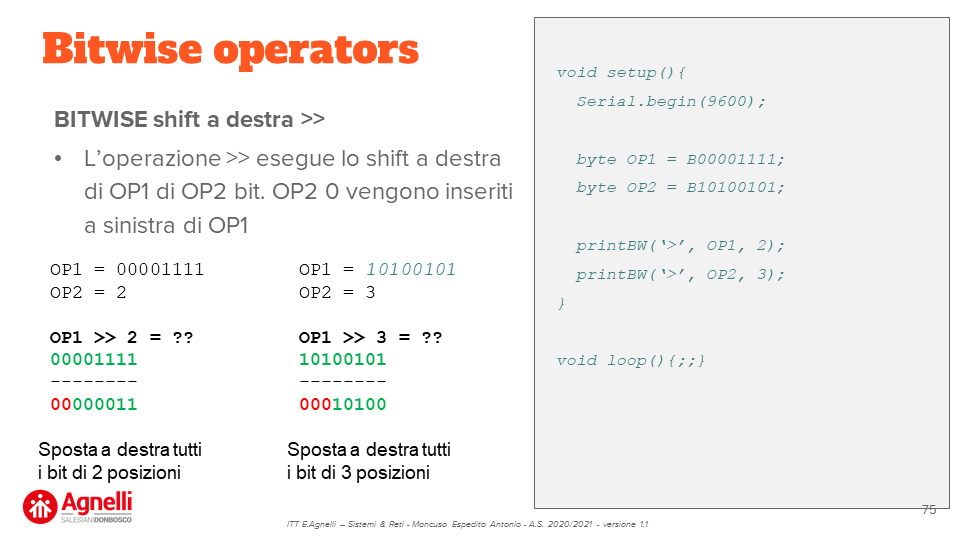 Bitwise operators
BITWISE shift a destra >>
• L’operazione >> esegue lo shift a destra
di OP1 di OP2 bit. OP2 0 vengono inseriti
a sinistra di OP1
OP1 = 00001111
OP2 = 2
OP1 >> 2 = ??
00001111
--------
00000011
Sposta a destra tutti
i bit di 2 posizioni
OP1 = 10100101
OP2 = 3
OP1 >> 3 = ??
10100101
--------
00010100
Sposta a destra tutti
i bit di 3 posizioni
void setup(){
Serial.begin(9600);
byte OP1 = B00001111;
byte OP2 = B10100101;
printBW(‘>’, OP1, 2);
printBW(‘>’, OP2, 3);
}
void loop(){;;}
Agnelli
SALESIANI DONBOSCO
ITT E.Agnelli – Sistemi & Reti - Mancuso Espedito Antonio - A.S. 2020/2021 - versione 1.1
75